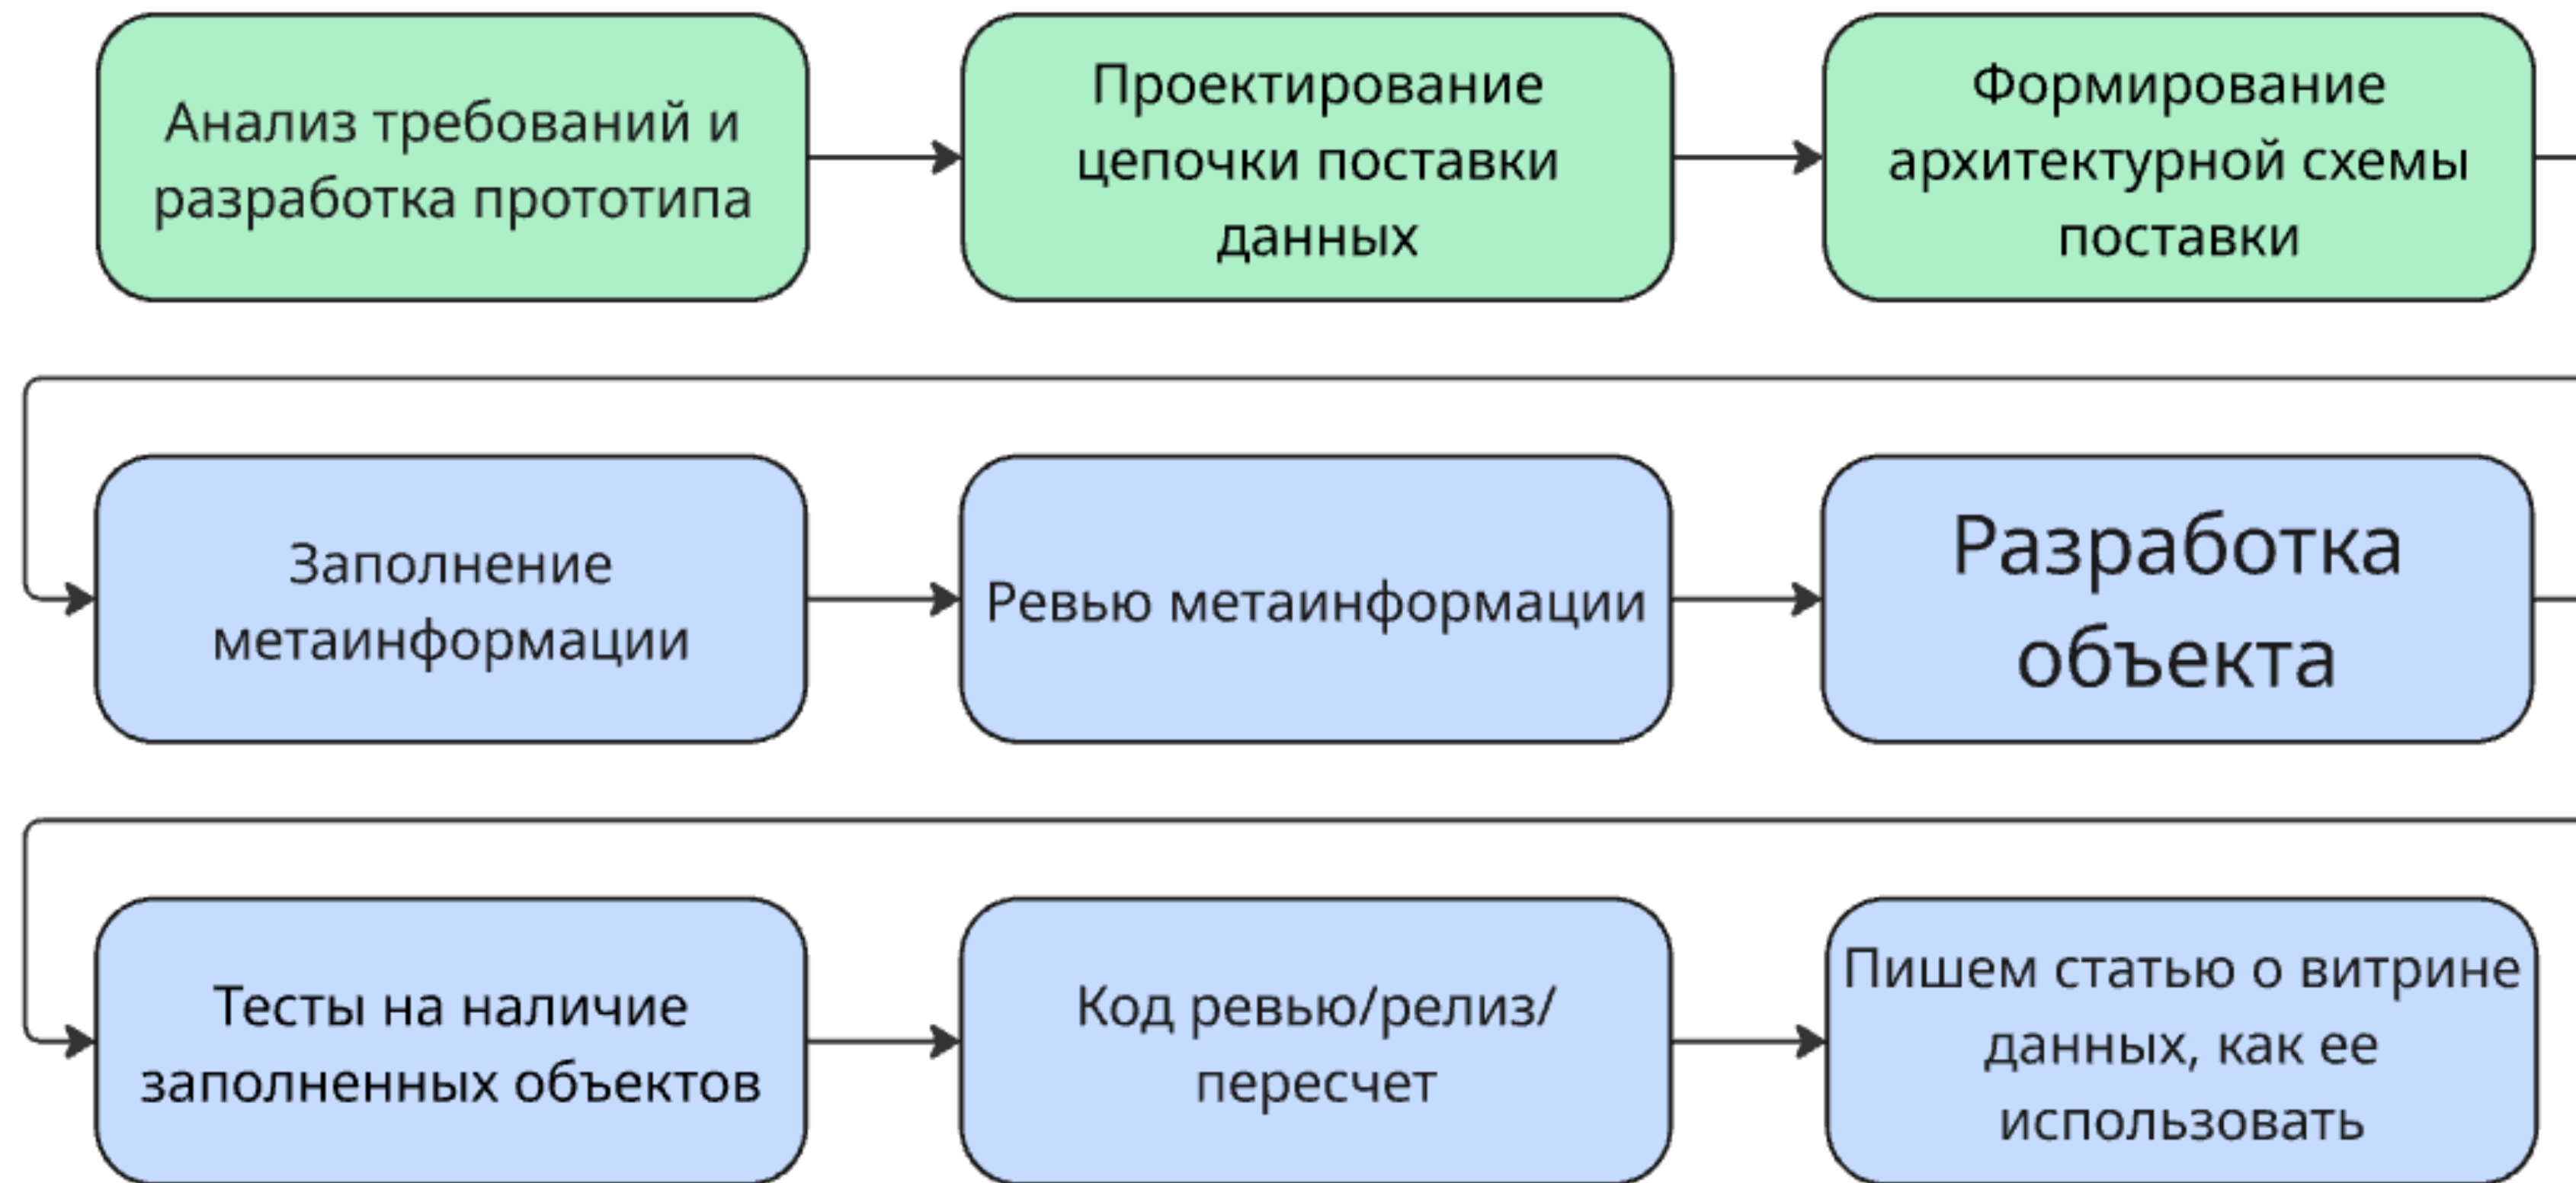 Анализ требований и
разработка прототипа
Проектирование
цепочки поставки
данных
Формирование
архитектурной схемы
поставки
Заполнение
метаинформации
Ревью метаинформации
Разработка
объекта
Тесты на наличие
заполненных объектов
Код ревью/релиз/
пересчет
Пишем статью о витрине
данных, как ее
использовать